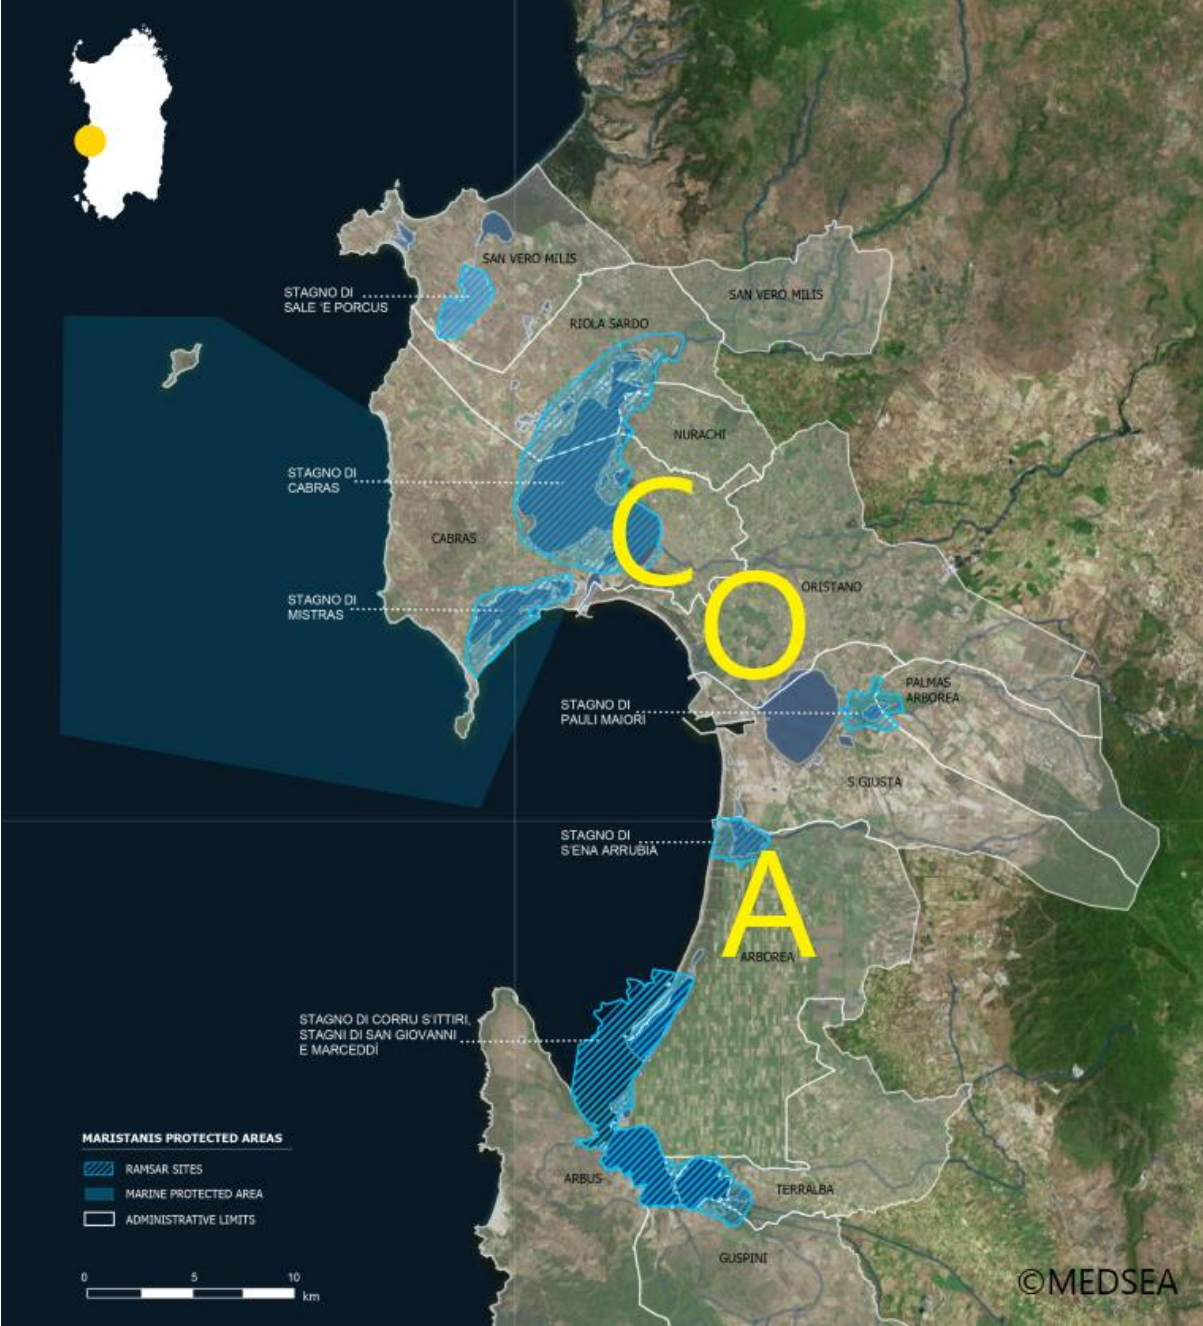 SAN VERO MILIS
STAGNO DI
SALE 'E PORCUS
SAN VERO MILIS
RIOLA SARDO
NURACHI
STAGNO DI
CABRAS
C
CABRAS
ORISTANO
O
STAGNO DI
MISTRAS
PALMAS
ARBOREA
STAGNO DI
PAULI MAIORI
S.GIUSTA
STAGNO DI
S'ENA ARRUBIA
A
ARBOREA
STAGNO DI CORRU S'ITTIRI,
STAGNI DI SAN GIOVANNI
E MARCEDDÌ
MARISTANIS PROTECTED AREAS
RAMSAR SITES
MARINE PROTECTED AREA
ADMINISTRATIVE LIMITS
ARBUS
TERRALBA
GUSPINI
0 5 10
km
©MEDSEA